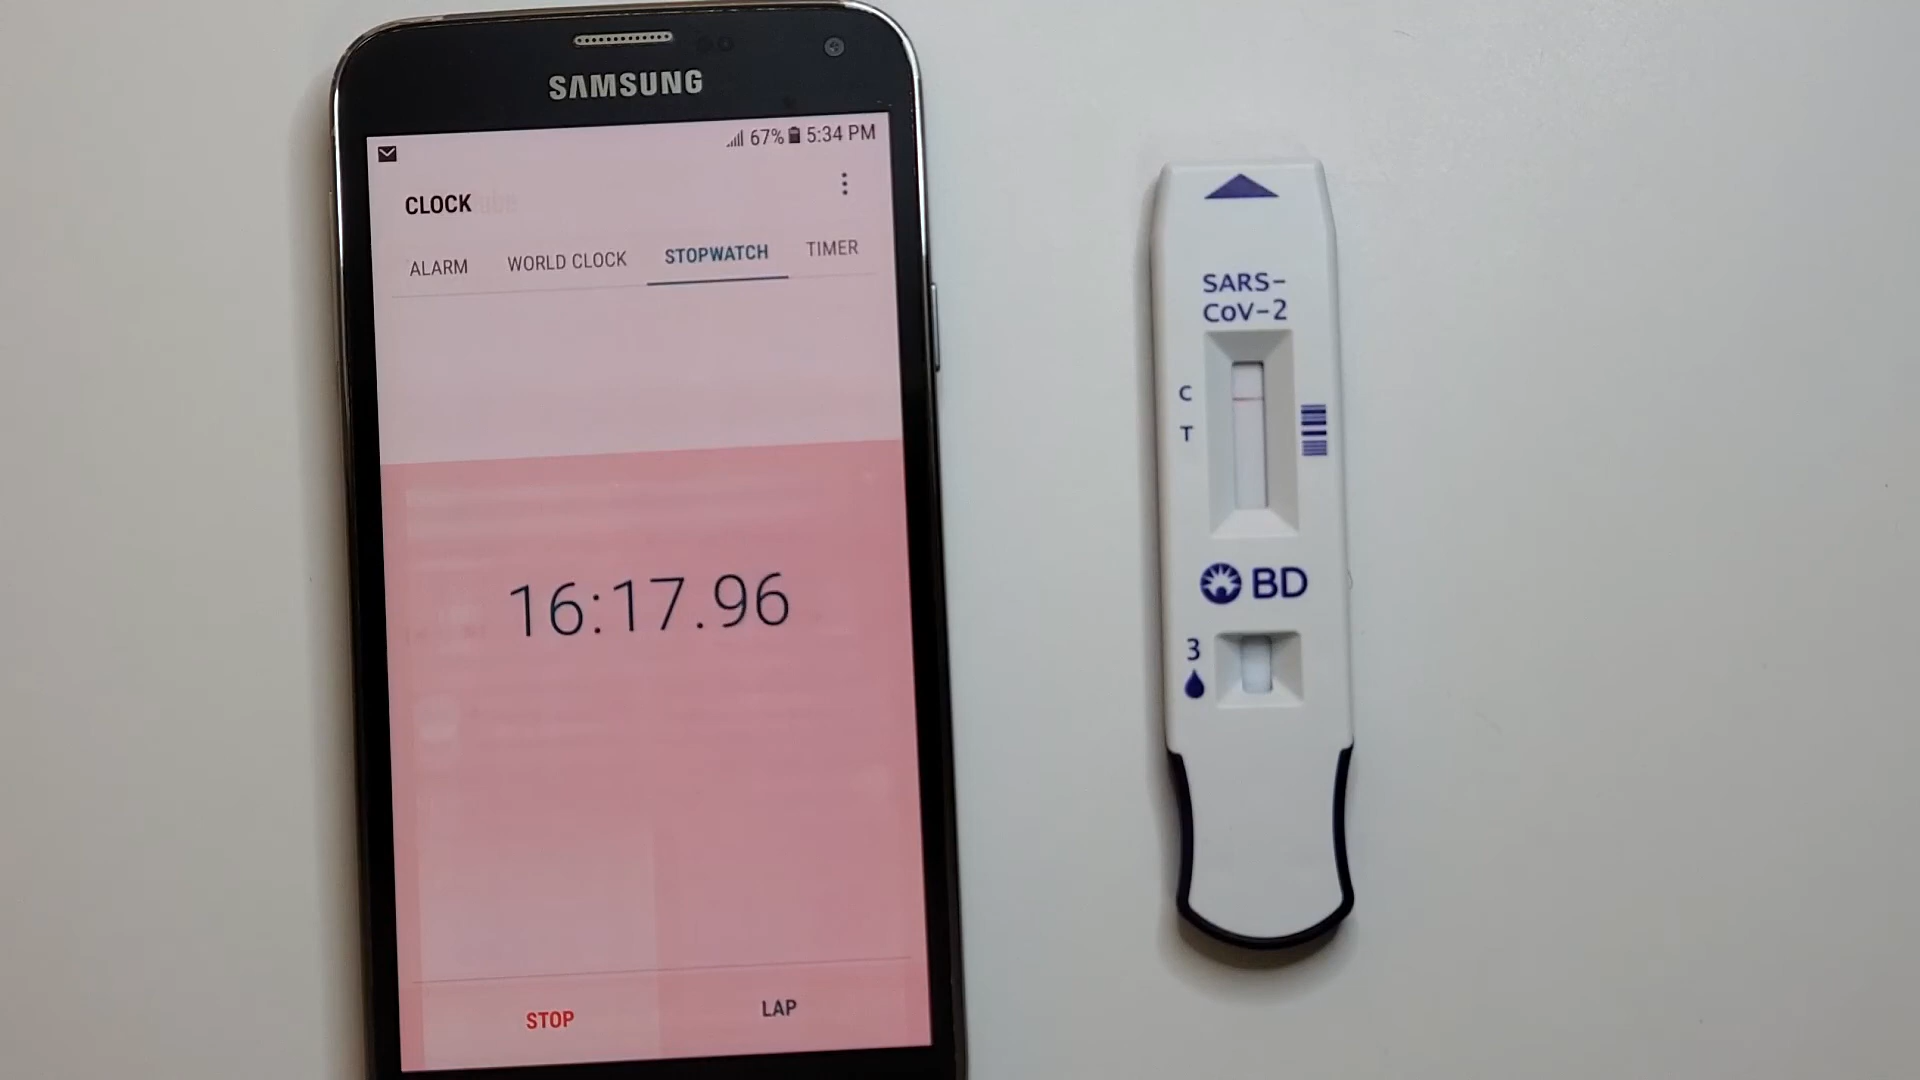 SAMSUNG
67% 5:34 PM
CLOCK
ALARM WORLD CLOCK STOPWATCH TIMER
16:17.96
STOP LAP
SARS-
CoV-2
C
T
BD
3